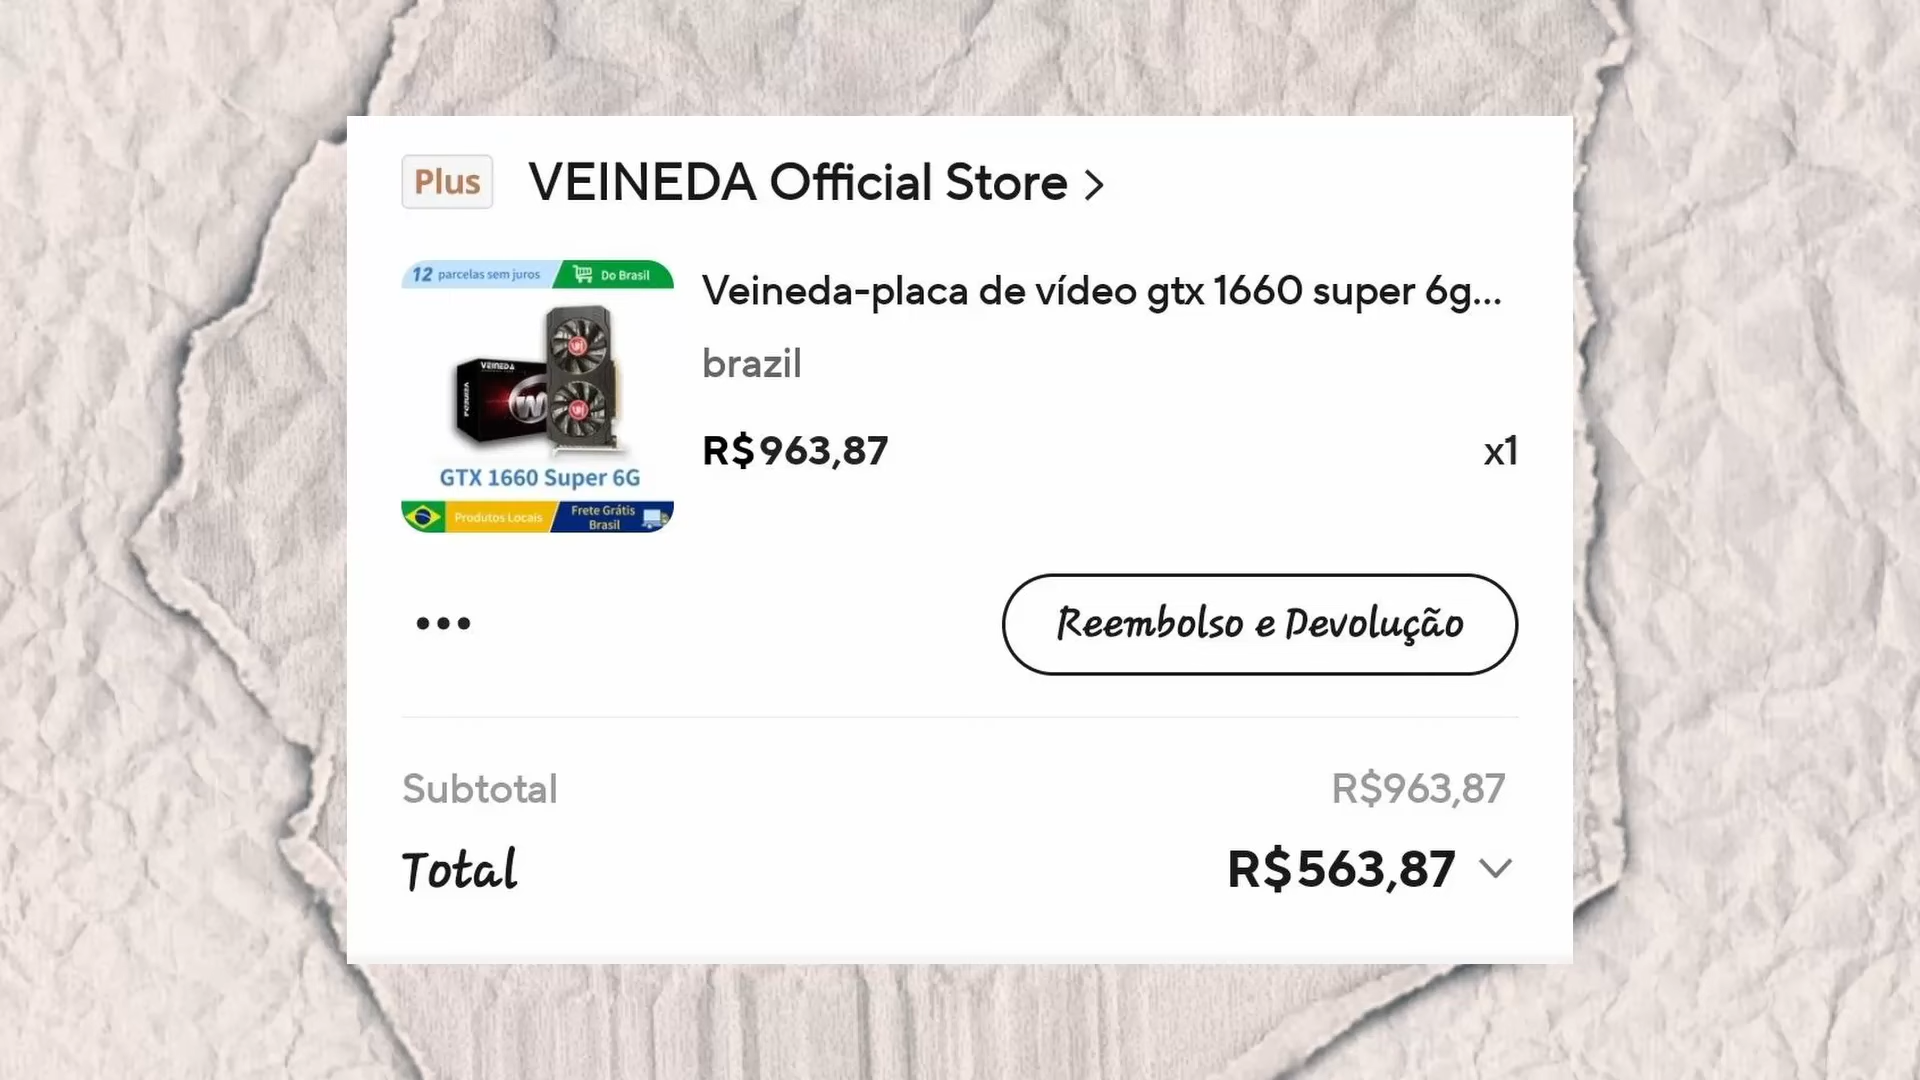 Plus VEINEDA Official Store >
12 parcelas sem juros Do Brasil
VEINEDA
VEINEDA
GTX 1660 Super 6G
Produtos Locais Frete Grátis
Brasil
Veineda-placa de vídeo gtx 1660 super 6g...
brazil
R$963,87 x1
Reembolso e Devolução
Subtotal R$963,87
Total R$563,87